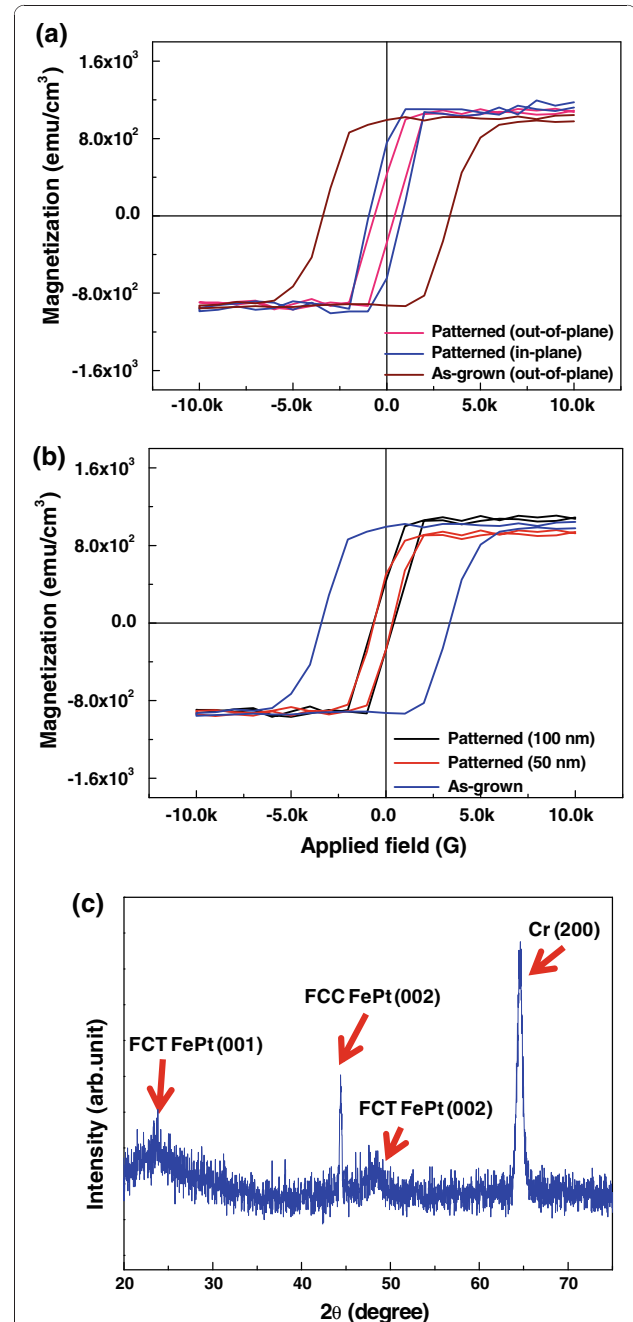 (a)
Magnetization (emu/cm³)
1.6x10³
8.0x10²
0.0
-8.0x10²
-1.6x10³
Patterned (out-of-plane)
Patterned (in-plane)
As-grown (out-of-plane)
-10.0k -5.0k 0.0 5.0k 10.0k
(b)
Magnetization (emu/cm³)
1.6x10³
8.0x10²
0.0
-8.0x10²
-1.6x10³
Patterned (100 nm)
Patterned (50 nm)
As-grown
-10.0k -5.0k 0.0 5.0k 10.0k
Applied field (G)
(c)
Intensity (arb.unit)
Cr (200)
FCC FePt (002)
FCT FePt (001)
FCT FePt (002)
20 30 40 50 60 70
2θ (degree)